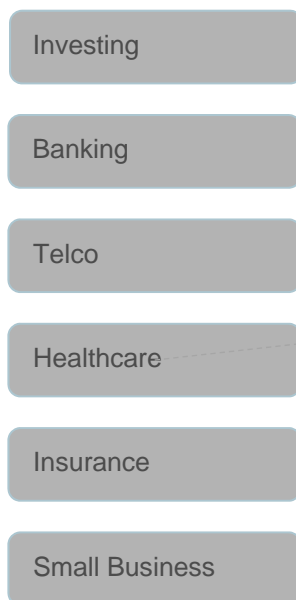 Investing
Banking
Telco
Healthcare
Insurance
Small Business